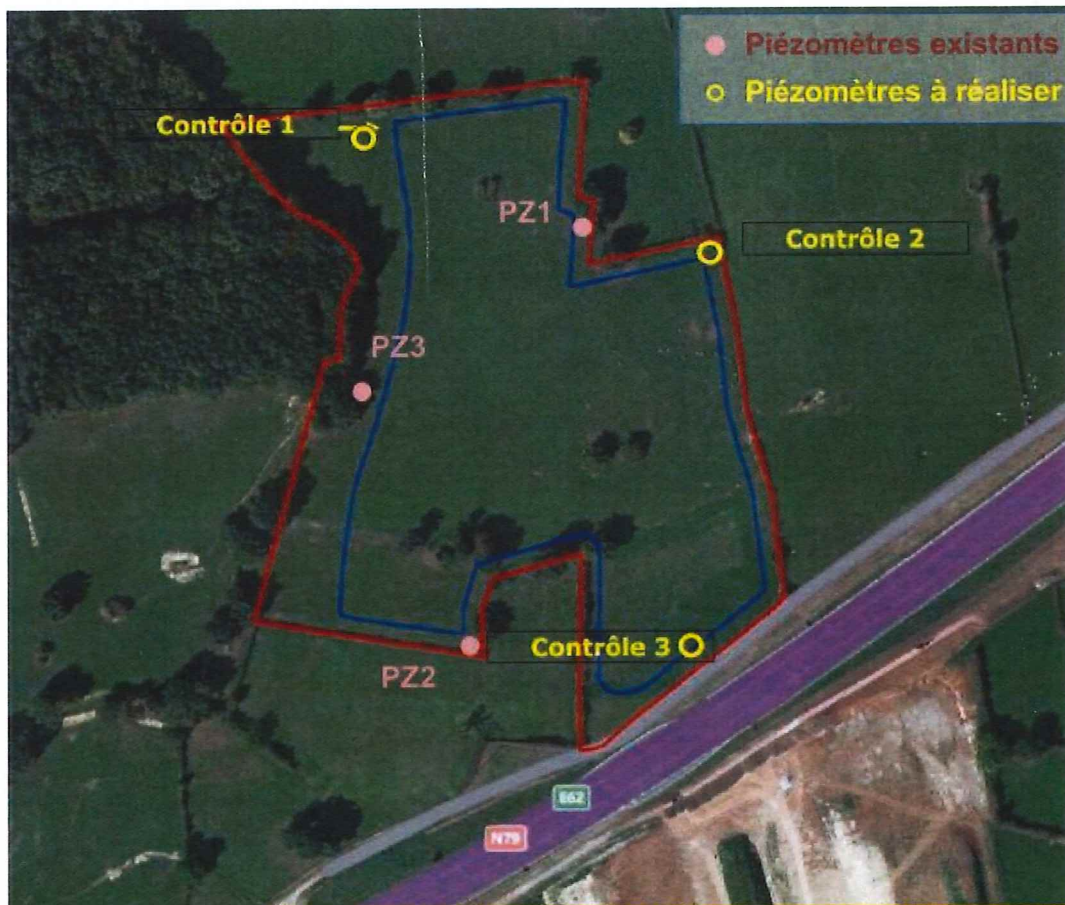 Piézomètres existants
Piézomètres à réaliser
Contrôle 1
PZ1
Contrôle 2
PZ3
Contrôle 3
PZ2
E62
N79